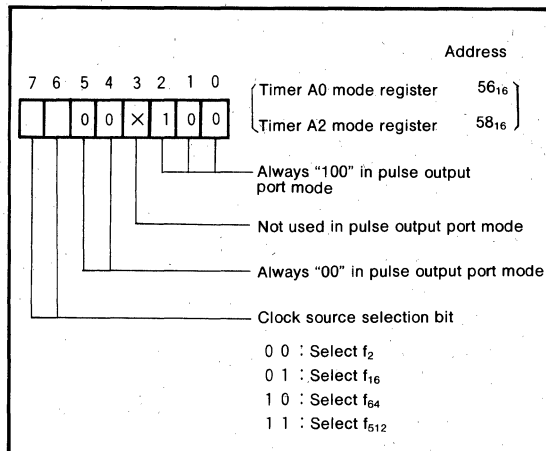 Address
7 6 5 4 3 2 1 0
Timer A0 mode register 56₁₆
0 0 × 1 0 0
Timer A2 mode register 58₁₆
Always “100” in pulse output
port mode
Not used in pulse output port mode
Always “00” in pulse output port mode
Clock source selection bit
0 0 : Select f₂
0 1 : Select f₁₆
1 0 : Select f₆₄
1 1 : Select f₅₁₂